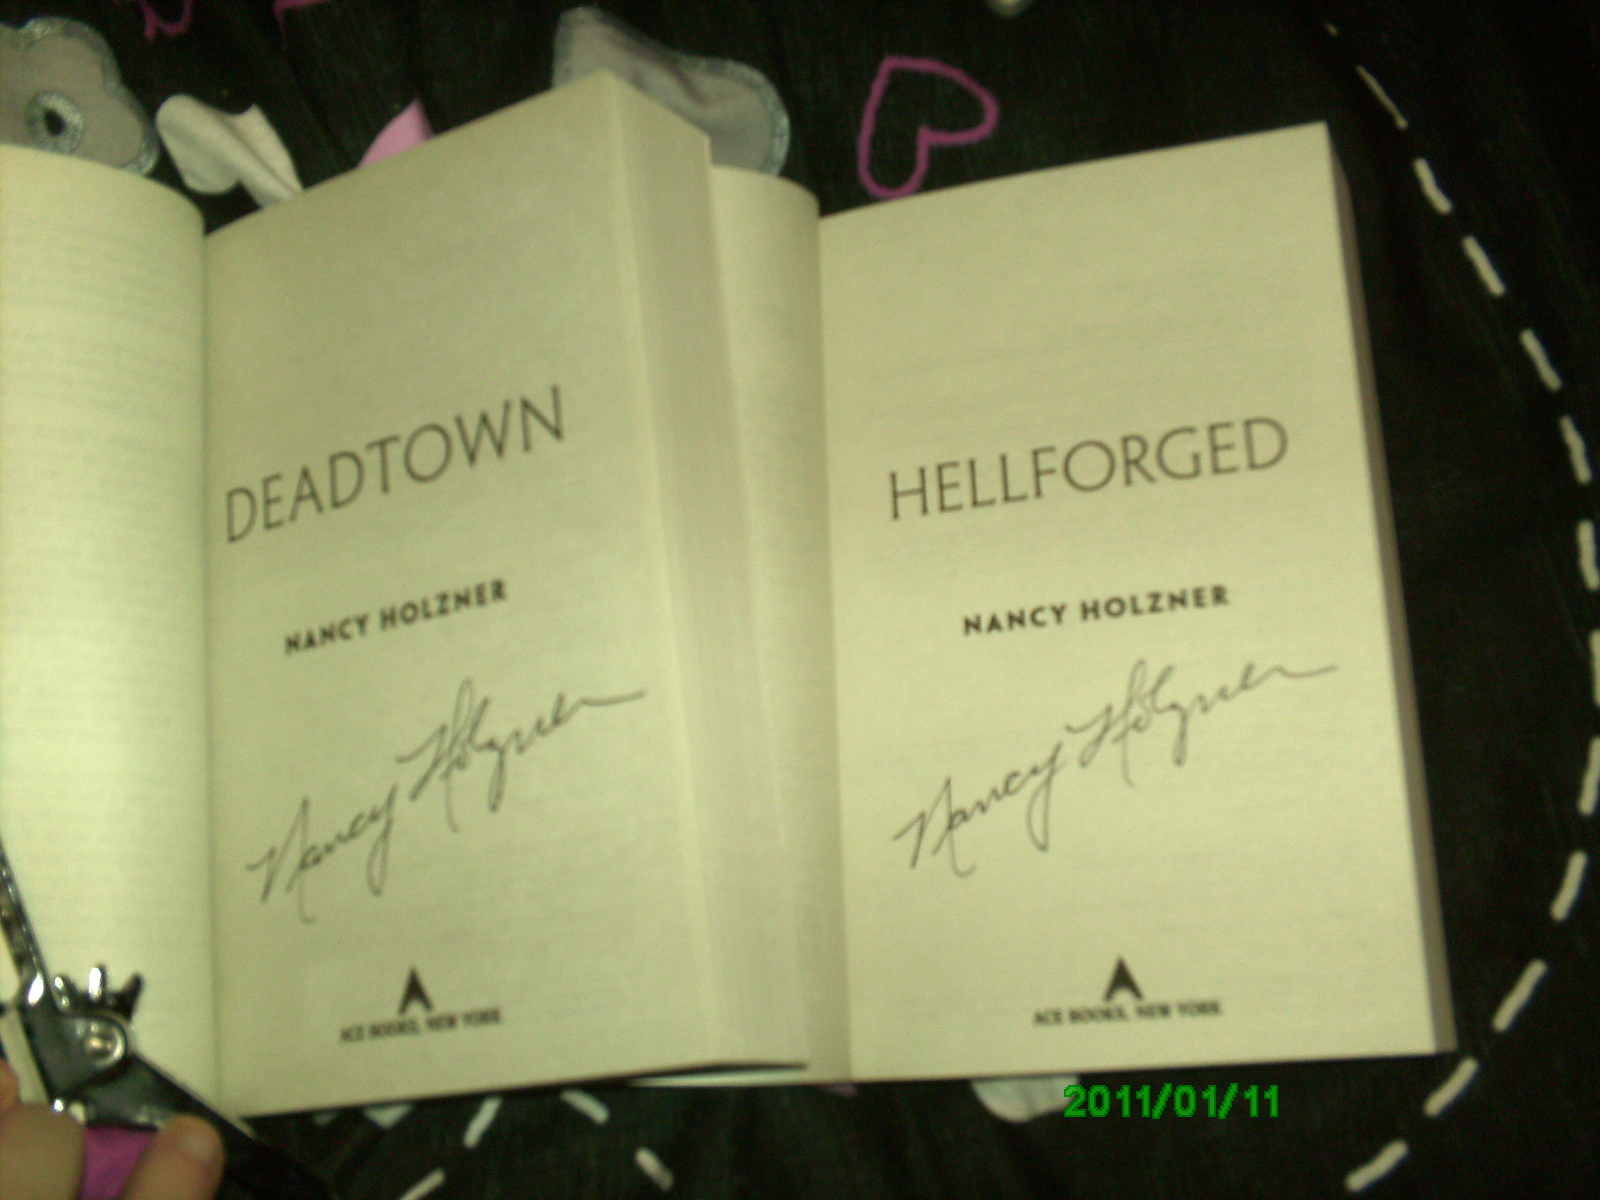 DEADTOWN
NANCY HOLZNER
Nancy Holzner
ACE BOOKS, NEW YORK
HELLFORGED
NANCY HOLZNER
Nancy Holzner
ACE BOOKS, NEW YORK
2011/01/11